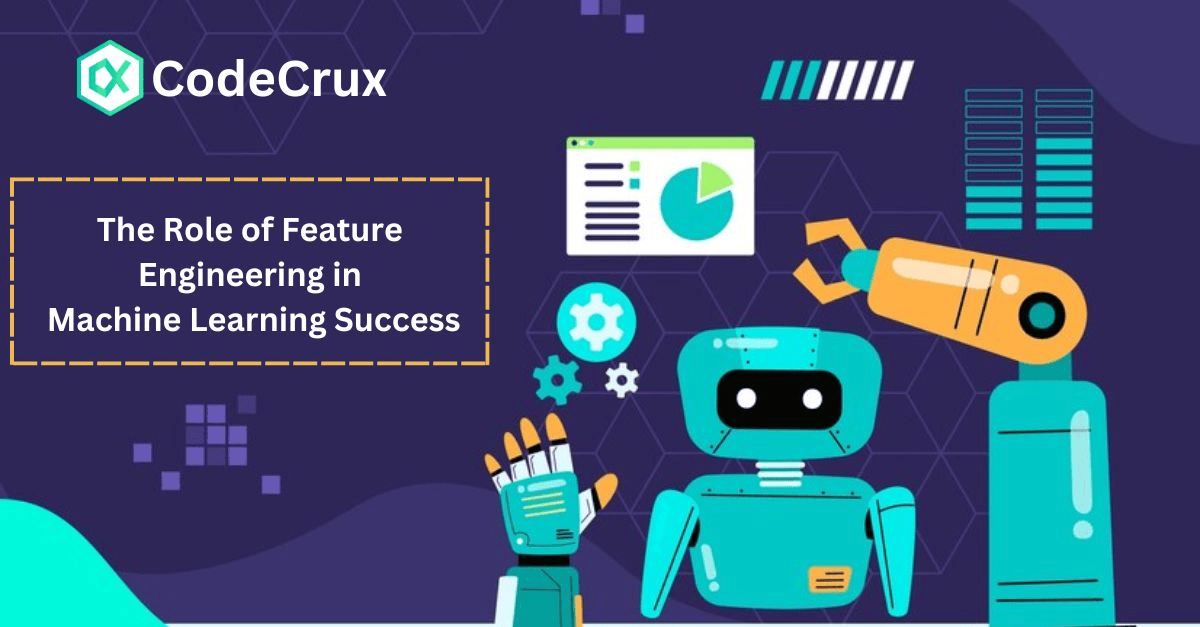 CodeCrux
The Role of Feature
Engineering in
Machine Learning Success